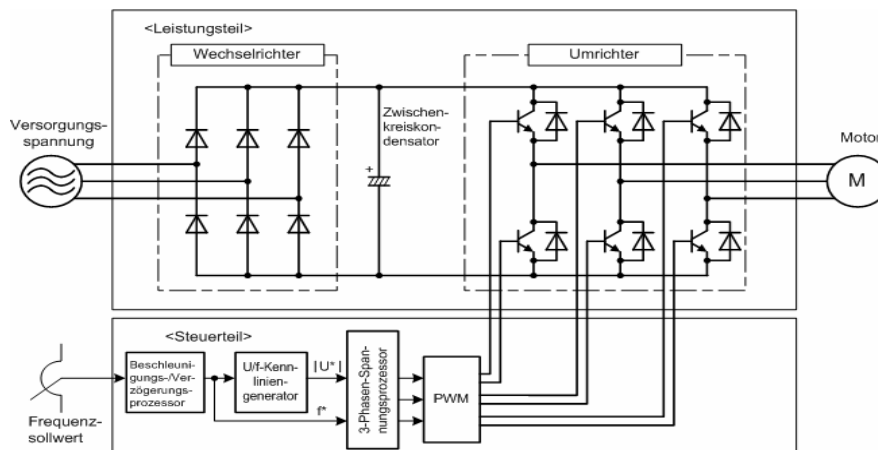 <Leistungsteil>
Wechselrichter
Umrichter
Versorgungs-
spannung
Zwischen-
kreiskon-
densator
+
Motor
M
<Steuerteil>
Beschleuni-
gungs-/Ver-
zögerungs-
prozessor
U/f-Kenn-
linien-
generator
|U*|
f*
3-Phasen-Span-
nungsprozessor
PWM
Frequenz-
sollwert